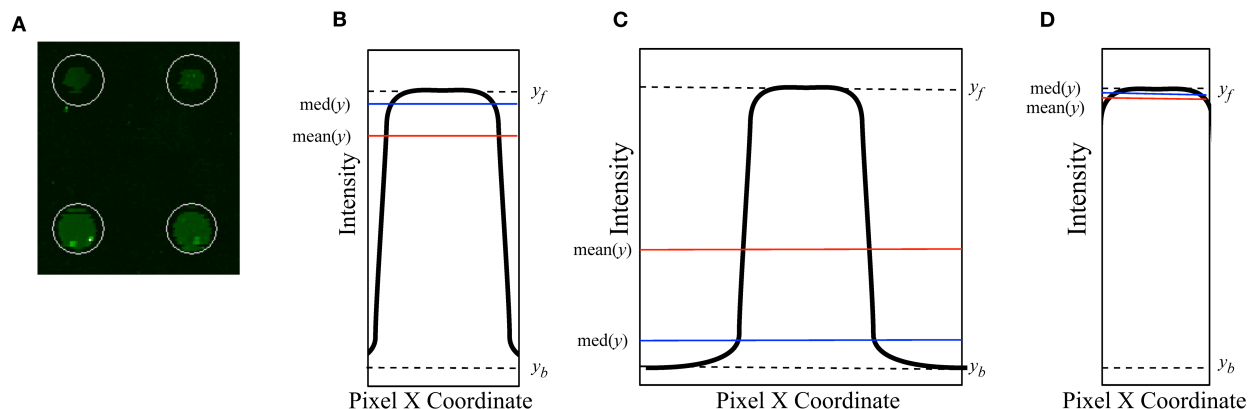 A
B
y_f
med(y)
mean(y)
Intensity
y_b
Pixel X Coordinate
C
y_f
Intensity
mean(y)
med(y)
y_b
Pixel X Coordinate
D
med(y)
y_f
mean(y)
Intensity
y_b
Pixel X Coordinate